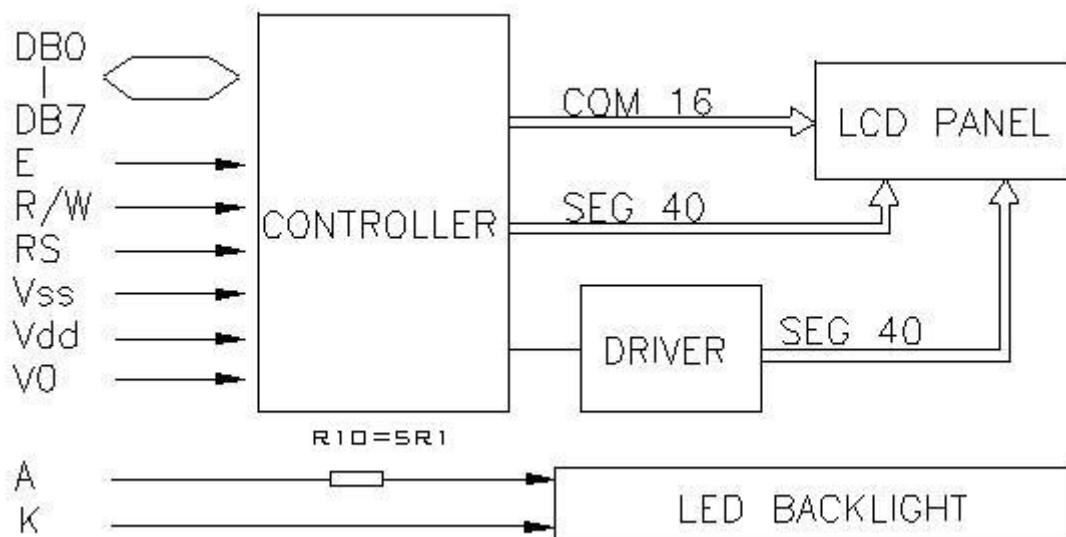 DB0
DB7
E
R/W
RS
Vss
Vdd
V0
CONTROLLER
COM 16
SEG 40
LCD PANEL
DRIVER
SEG 40
R10=5R1
A
K
LED BACKLIGHT